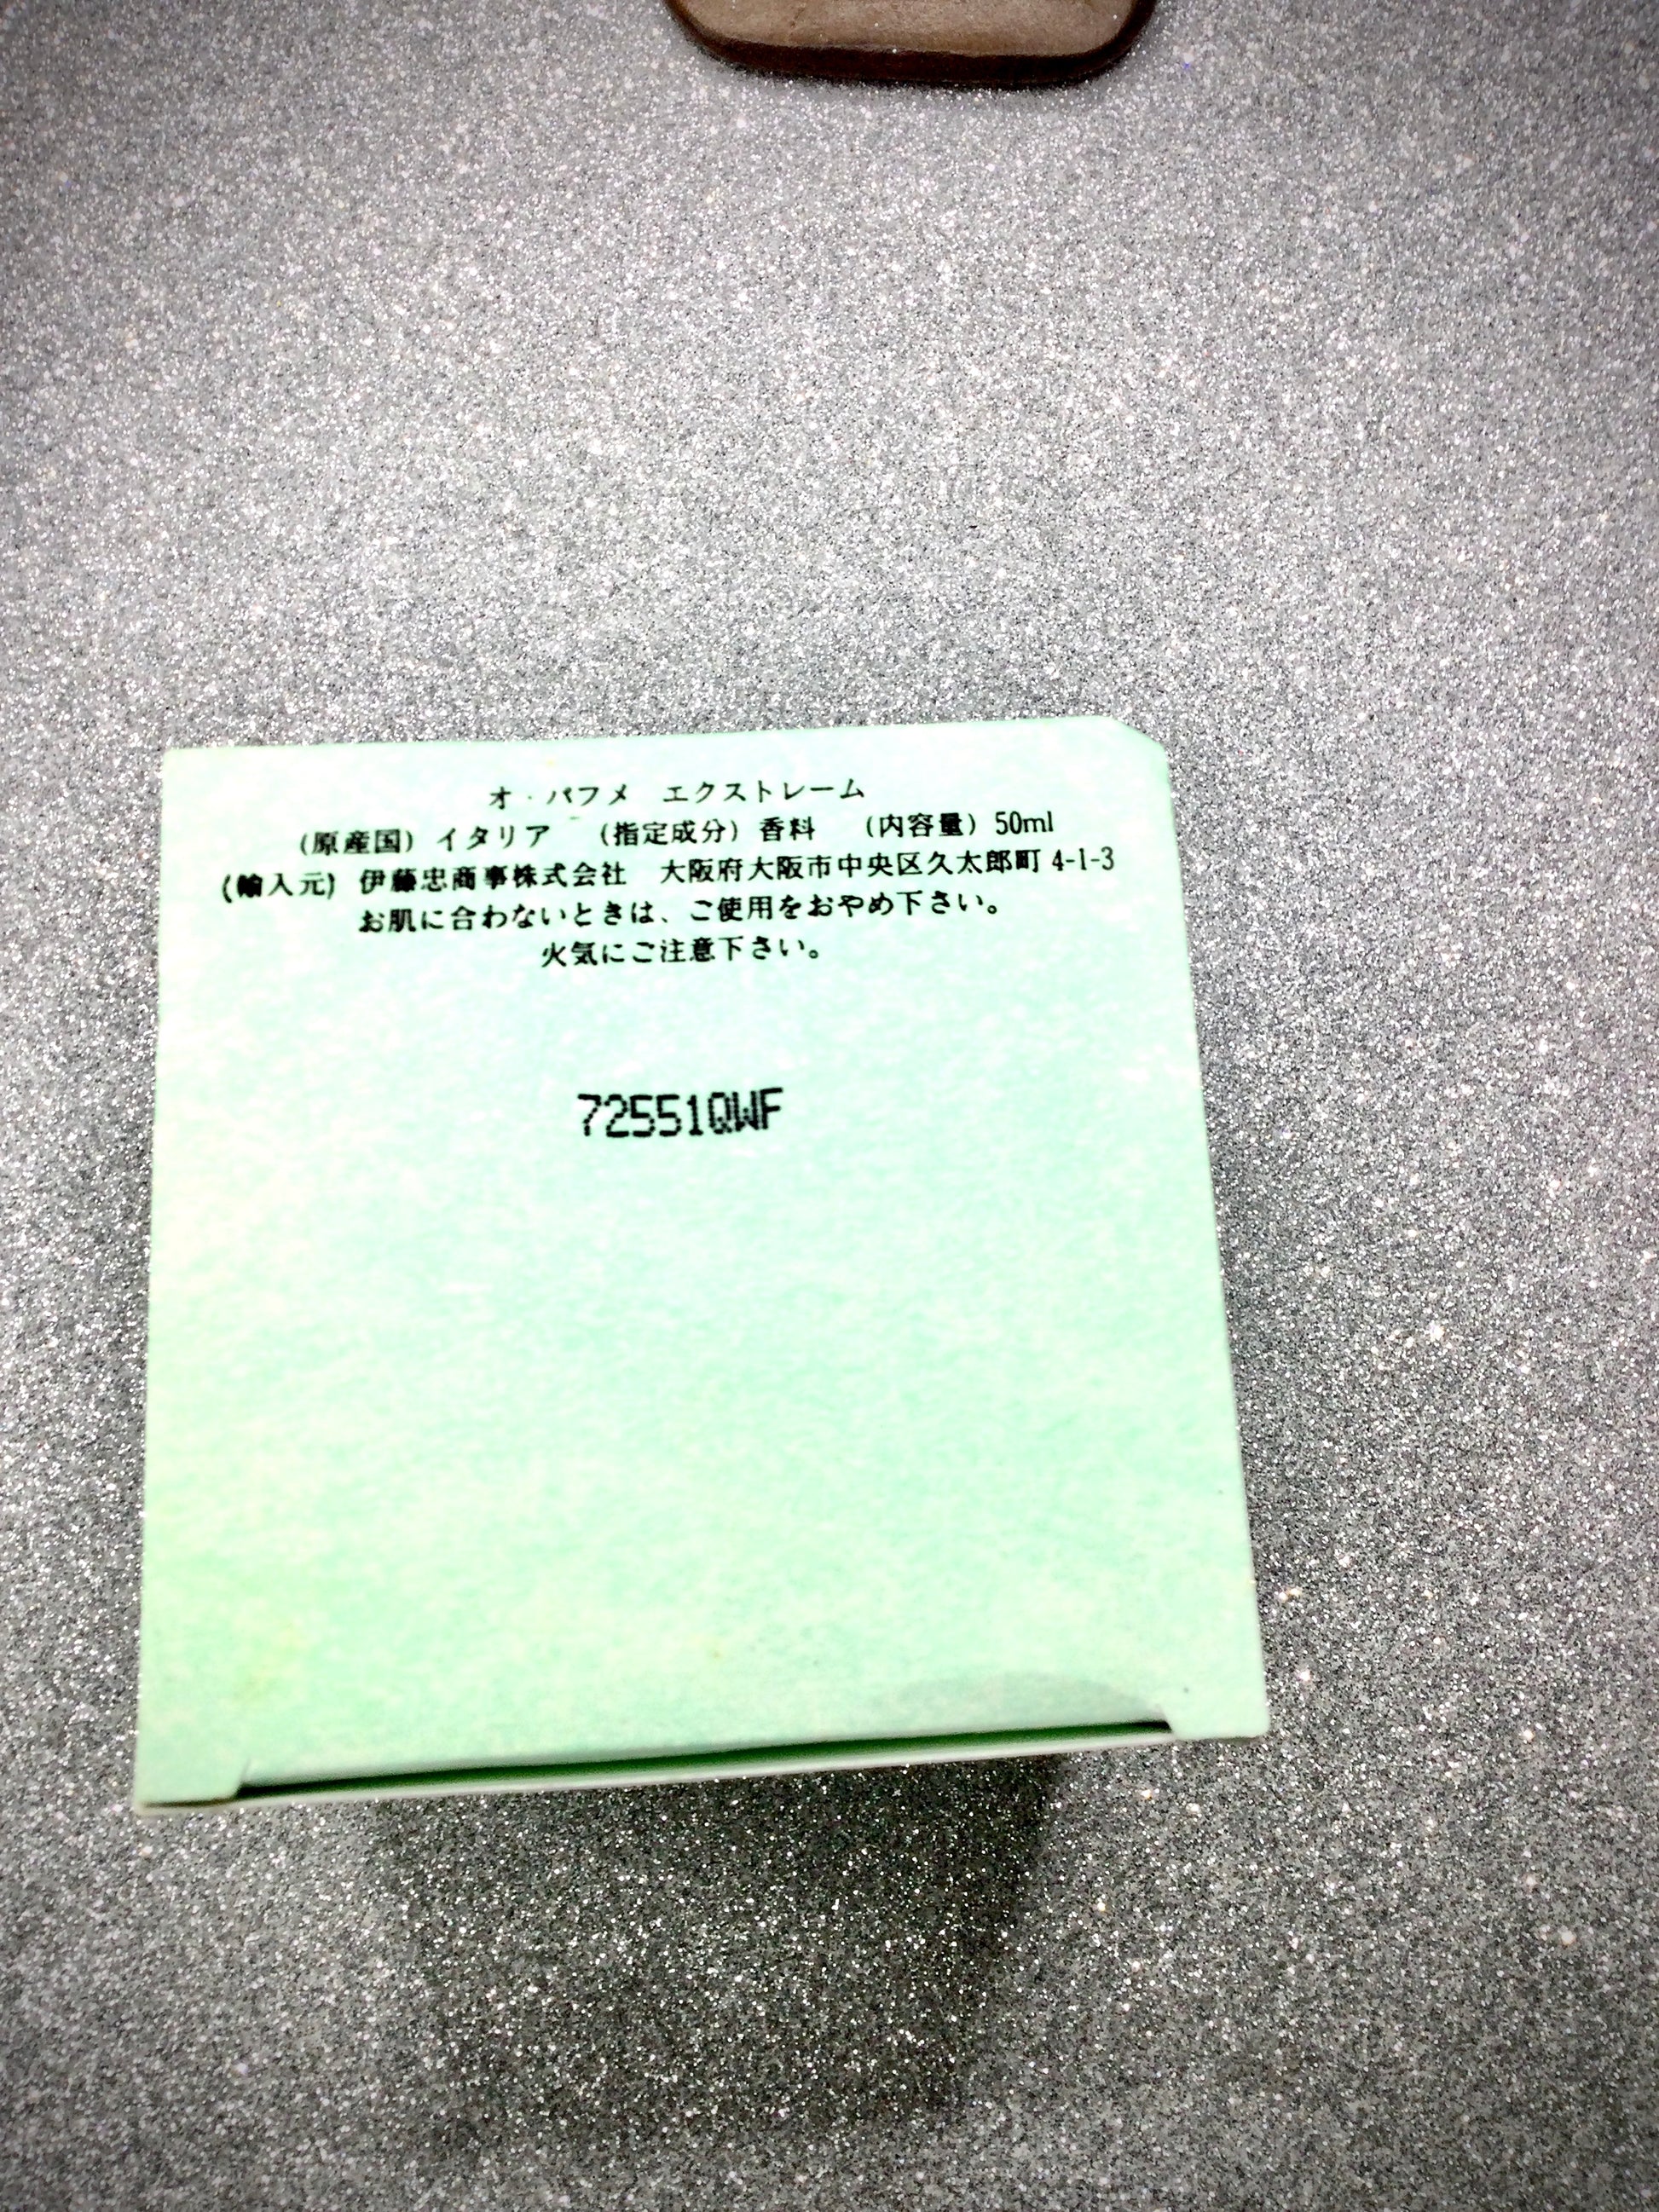 オ・パフメ　エクストレーム
(原産国) イタリア　(指定成分) 香料　(内容量) 50ml
(輸入元) 伊藤忠商事株式会社　大阪府大阪市中央区久太郎町 4-1-3
お肌に合わないときは、ご使用をおやめ下さい。
火気にご注意下さい。
72551QWF